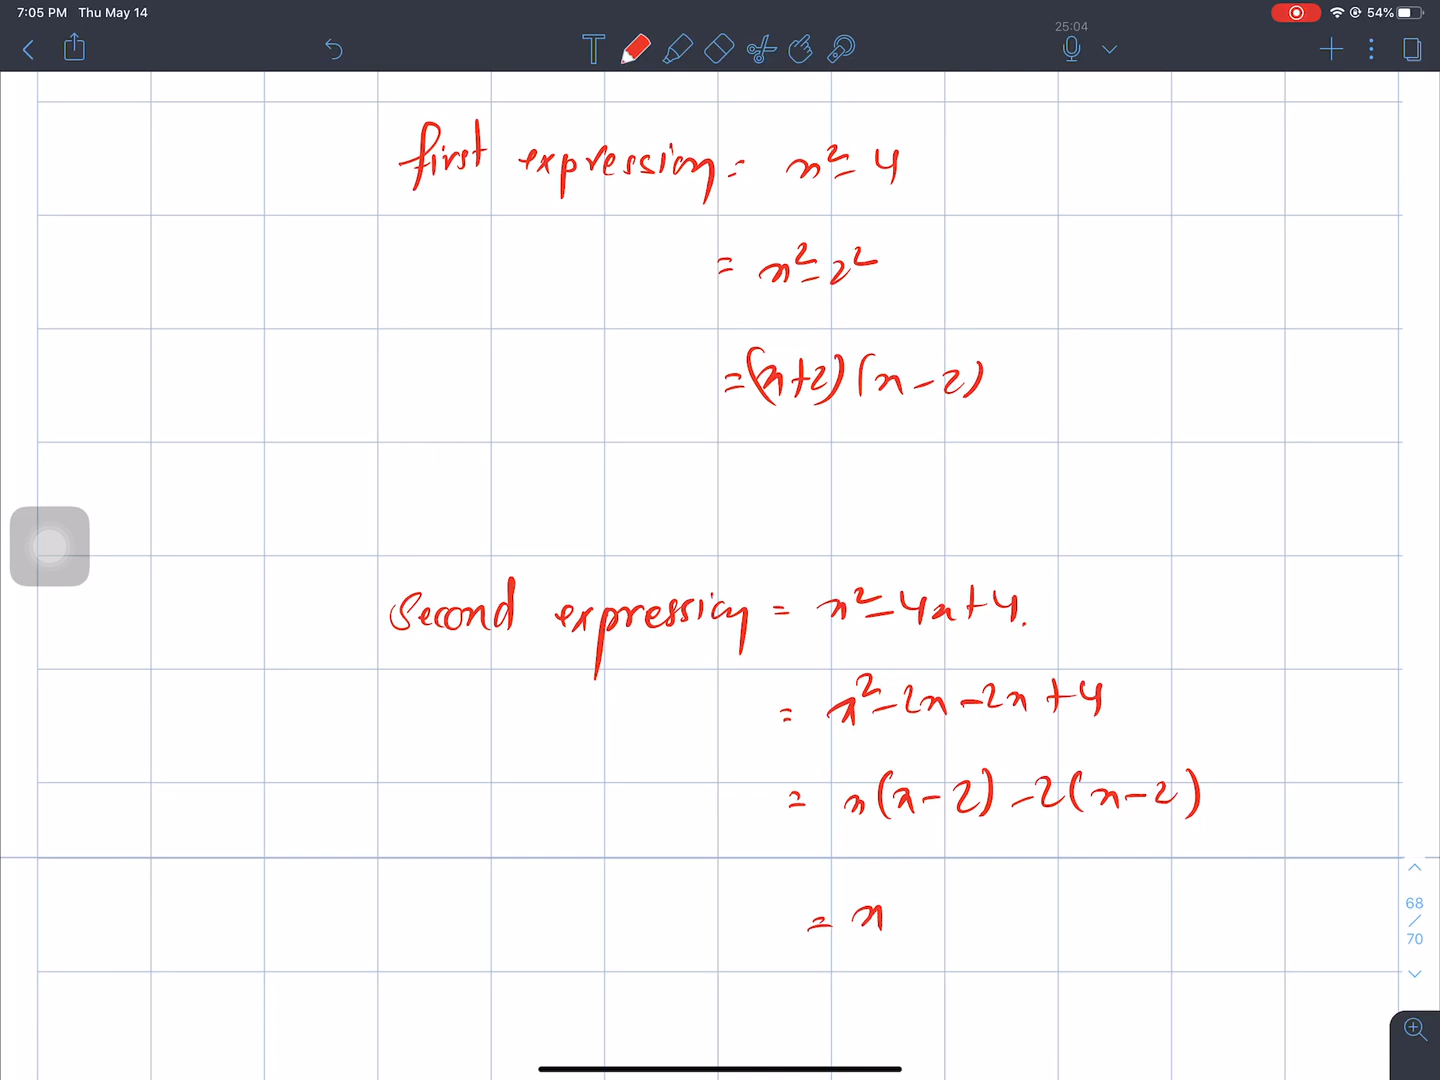 7:05 PM Thu May 14
54%
25:04
first expression = x² - 4
= x² - 2²
= (x+2)(x-2)
Second expression = x² - 4x + 4.
= x² - 2x - 2x + 4
= x(x-2) - 2(x-2)
= x
68
/
70